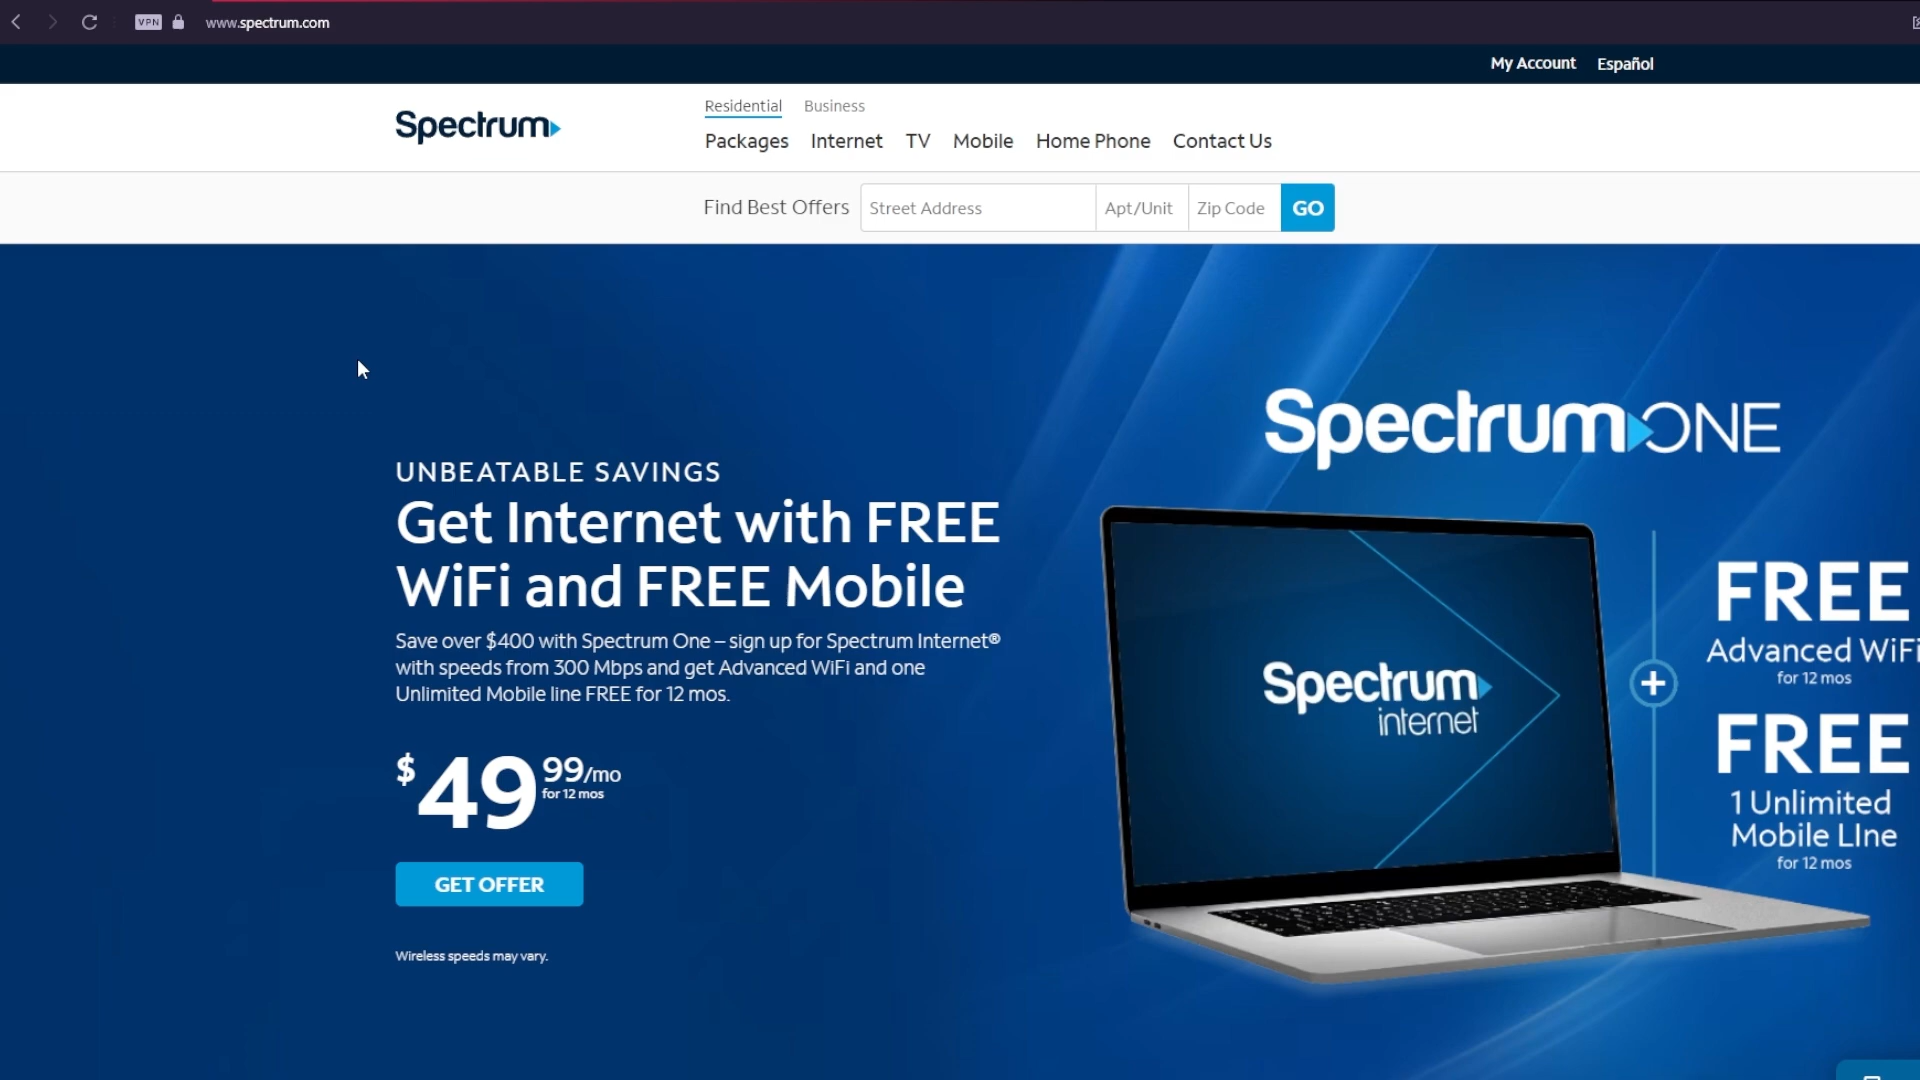 VPN www.spectrum.com
My Account Español
Residential Business
Spectrum
Packages Internet TV Mobile Home Phone Contact Us
Find Best Offers Street Address Apt/Unit Zip Code GO
Spectrum ONE
UNBEATABLE SAVINGS
Get Internet with FREE
WiFi and FREE Mobile
Save over $400 with Spectrum One – sign up for Spectrum Internet®
with speeds from 300 Mbps and get Advanced WiFi and one
Unlimited Mobile line FREE for 12 mos.
$49 99/mo
for 12 mos
GET OFFER
Wireless speeds may vary.
Spectrum
internet
+
FREE
Advanced WiFi
for 12 mos
FREE
1 Unlimited
Mobile LIne
for 12 mos